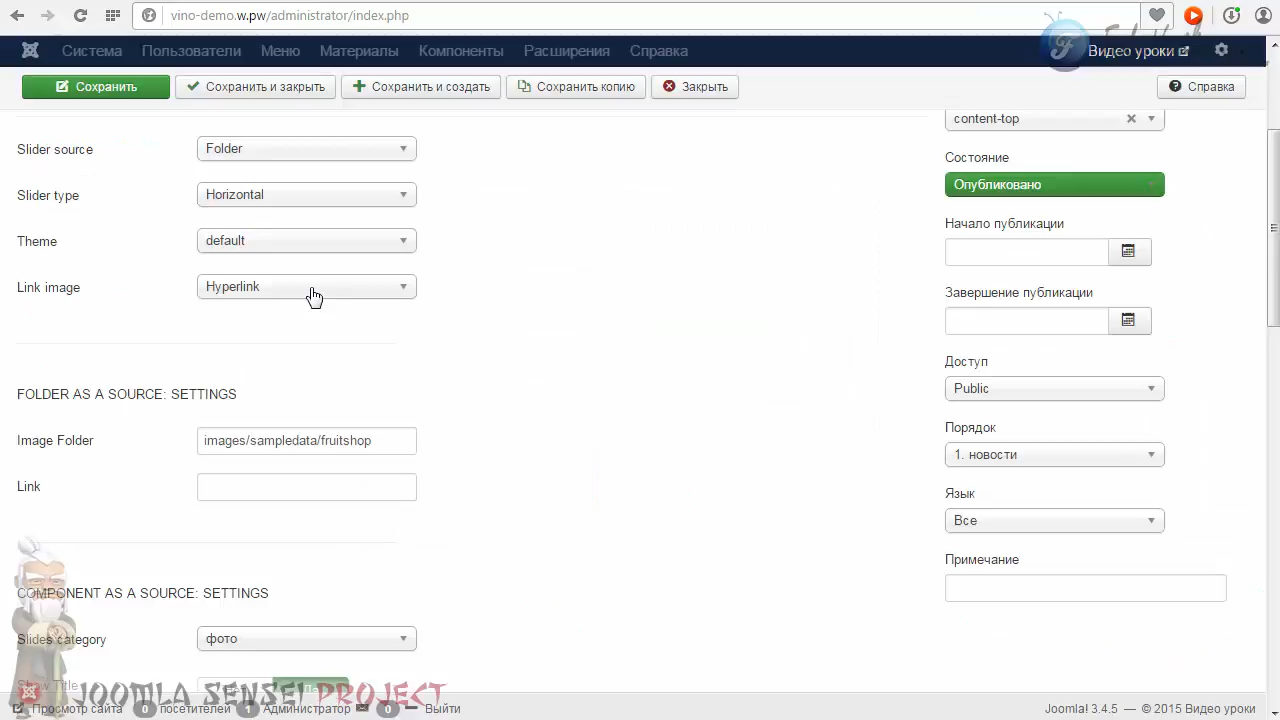 vino-demo.w.pw/administrator/index.php
Система Пользователи Меню Материалы Компоненты Расширения Справка Видео уроки
Сохранить Сохранить и закрыть Сохранить и создать Сохранить копию Закрыть Справка
Slider source Folder
Slider type Horizontal
Theme default
Link image Hyperlink
FOLDER AS A SOURCE: SETTINGS
Image Folder images/sampledata/fruitshop
Link
COMPONENT AS A SOURCE: SETTINGS
Slides category фото
Show Title
content-top
Состояние
Опубликовано
Начало публикации
Завершение публикации
Доступ
Public
Порядок
1. новости
Язык
Все
Примечание
JOOMLA SENSEI PROJECT
Просмотр сайта 0 посетителей 1 Администратор 0 Выйти
Joomla! 3.4.5 — © 2015 Видео уроки